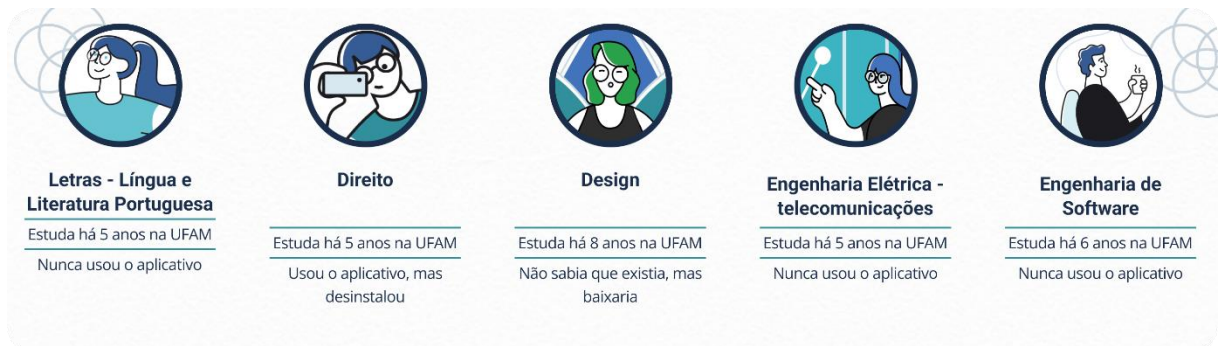 Letras - Língua e
Literatura Portuguesa
Estuda há 5 anos na UFAM
Nunca usou o aplicativo
Direito
Estuda há 5 anos na UFAM
Usou o aplicativo, mas
desinstalou
Design
Estuda há 8 anos na UFAM
Não sabia que existia, mas
baixaria
Engenharia Elétrica -
telecomunicações
Estuda há 5 anos na UFAM
Nunca usou o aplicativo
Engenharia de
Software
Estuda há 6 anos na UFAM
Nunca usou o aplicativo